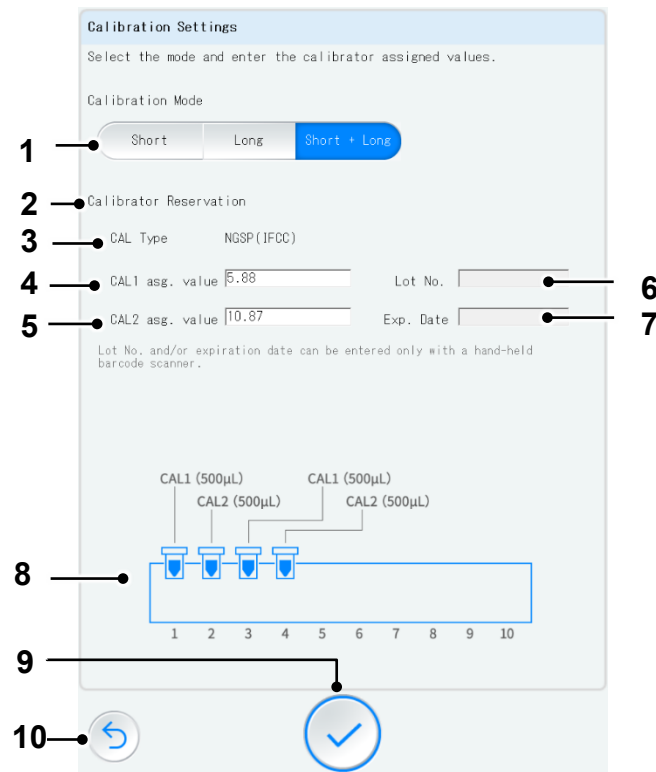 Calibration Settings
Select the mode and enter the calibrator assigned values.
Calibration Mode
1 Short Long Short + Long
2 Calibrator Reservation
3 CAL Type NGSP(IFCC)
4 CAL1 asg. value 5.88 Lot No. 6
5 CAL2 asg. value 10.87 Exp. Date 7
Lot No. and/or expiration date can be entered only with a hand-held
barcode scanner.
CAL1 (500μL) CAL1 (500μL)
CAL2 (500μL) CAL2 (500μL)
8
1 2 3 4 5 6 7 8 9 10
9
10